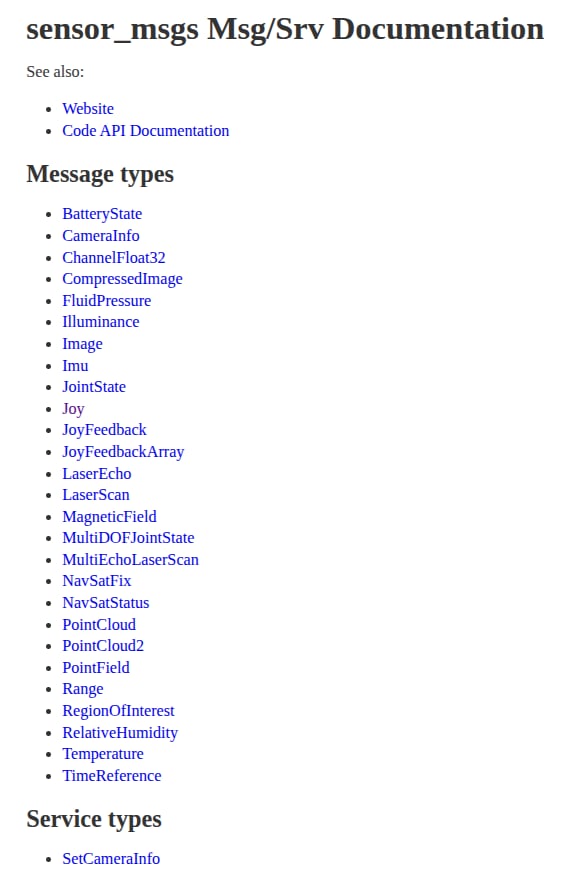 sensor_msgs Msg/Srv Documentation
See also:
Website
Code API Documentation
Message types
BatteryState
CameraInfo
ChannelFloat32
CompressedImage
FluidPressure
Illuminance
Image
Imu
JointState
Joy
JoyFeedback
JoyFeedbackArray
LaserEcho
LaserScan
MagneticField
MultiDOFJointState
MultiEchoLaserScan
NavSatFix
NavSatStatus
PointCloud
PointCloud2
PointField
Range
RegionOfInterest
RelativeHumidity
Temperature
TimeReference
Service types
SetCameraInfo